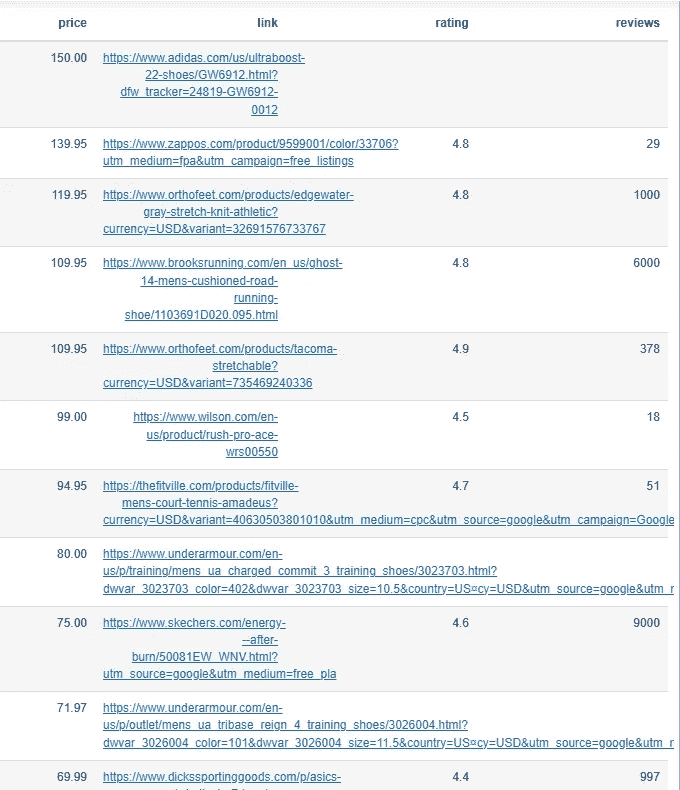 price link rating reviews
150.00 https://www.adidas.com/us/ultraboost-
22-shoes/GW6912.html?
dfw_tracker=24819-GW6912-
0012
139.95 https://www.zappos.com/product/9599001/color/33706? 4.8 29
utm_medium=fpa&utm_campaign=free_listings
119.95 https://www.orthofeet.com/products/edgewater- 4.8 1000
gray-stretch-knit-athletic?
currency=USD&variant=32691576733767
109.95 https://www.brooksrunning.com/en_us/ghost- 4.8 6000
14-mens-cushioned-road-
running-
shoe/1103691D020.095.html
109.95 https://www.orthofeet.com/products/tacoma- 4.9 378
stretchable?
currency=USD&variant=735469240336
99.00 https://www.wilson.com/en- 4.5 18
us/product/rush-pro-ace-
wrs00550
94.95 https://thefitville.com/products/fitville- 4.7 51
mens-court-tennis-amadeus?
currency=USD&variant=40630503801010&utm_medium=cpc&utm_source=google&utm_campaign=Google
80.00 https://www.underarmour.com/en-
us/p/training/mens_ua_charged_commit_3_training_shoes/3023703.html?
dwvar_3023703_color=402&dwvar_3023703_size=10.5&country=US¤cy=USD&utm_source=google&utm_r
75.00 https://www.skechers.com/energy- 4.6 9000
--after-
burn/50081EW_WNV.html?
utm_source=google&utm_medium=free_pla
71.97 https://www.underarmour.com/en-
us/p/outlet/mens_ua_tribase_reign_4_training_shoes/3026004.html?
dwvar_3026004_color=101&dwvar_3026004_size=11.5&country=US¤cy=USD&utm_source=google&utm_r
69.99 https://www.dickssportinggoods.com/p/asics- 4.4 997